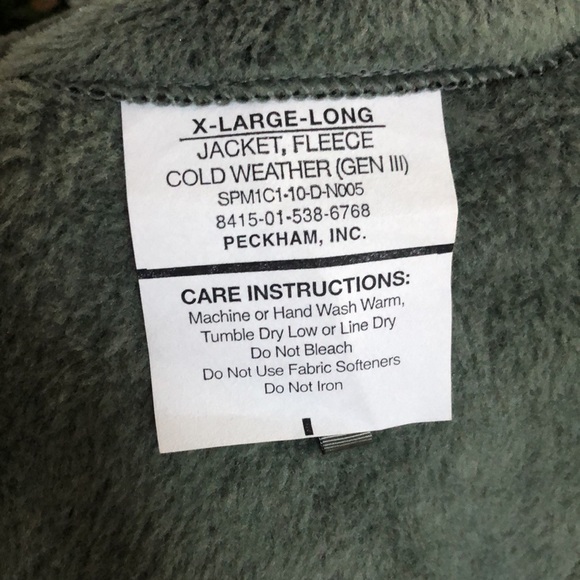 X-LARGE-LONG
JACKET, FLEECE
COLD WEATHER (GEN III)
SPM1C1-10-D-N005
8415-01-538-6768
PECKHAM, INC.
CARE INSTRUCTIONS:
Machine or Hand Wash Warm,
Tumble Dry Low or Line Dry
Do Not Bleach
Do Not Use Fabric Softeners
Do Not Iron